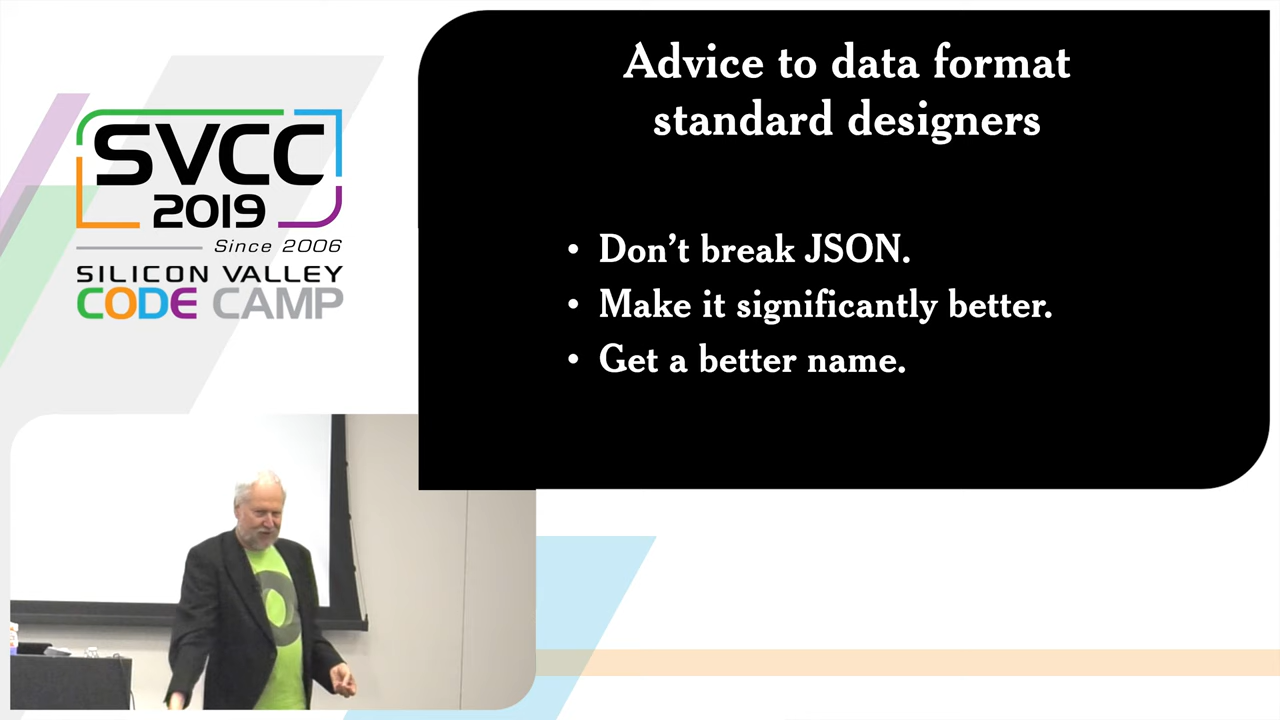 SVCC
2019
Since 2006
SILICON VALLEY
CODE CAMP
Advice to data format
standard designers
• Don’t break JSON.
• Make it significantly better.
• Get a better name.